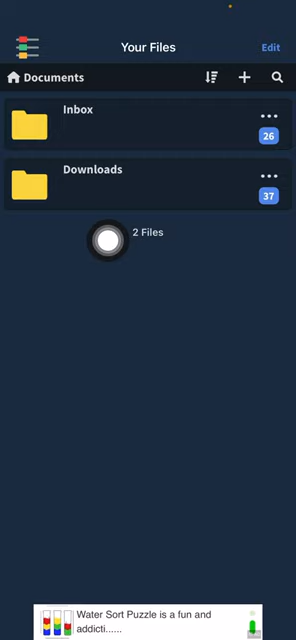 Your Files
Edit
Documents
Inbox
26
Downloads
37
2 Files
Water Sort Puzzle is a fun and
addicti......